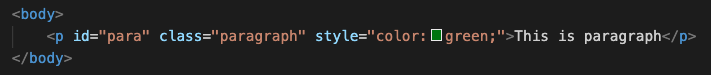 <body>
<p id="para" class="paragraph" style="color:green;">This is paragraph</p>
</body>